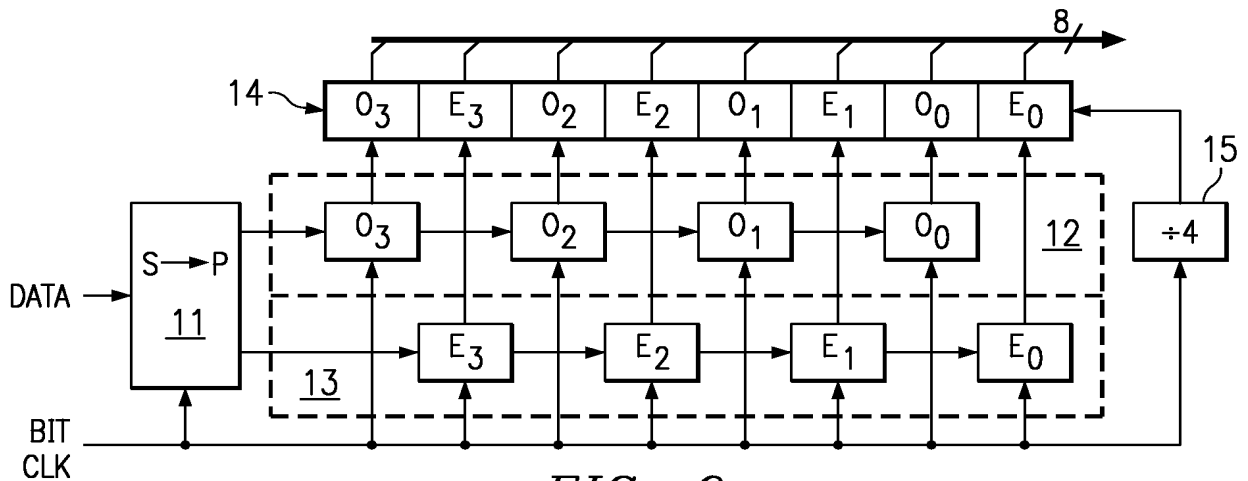 8
14
O3 E3 O2 E2 O1 E1 O0 E0
15
O3 O2 O1 O0 12 ÷4
S P
DATA
11
E3 E2 E1 E0
13
BIT
CLK